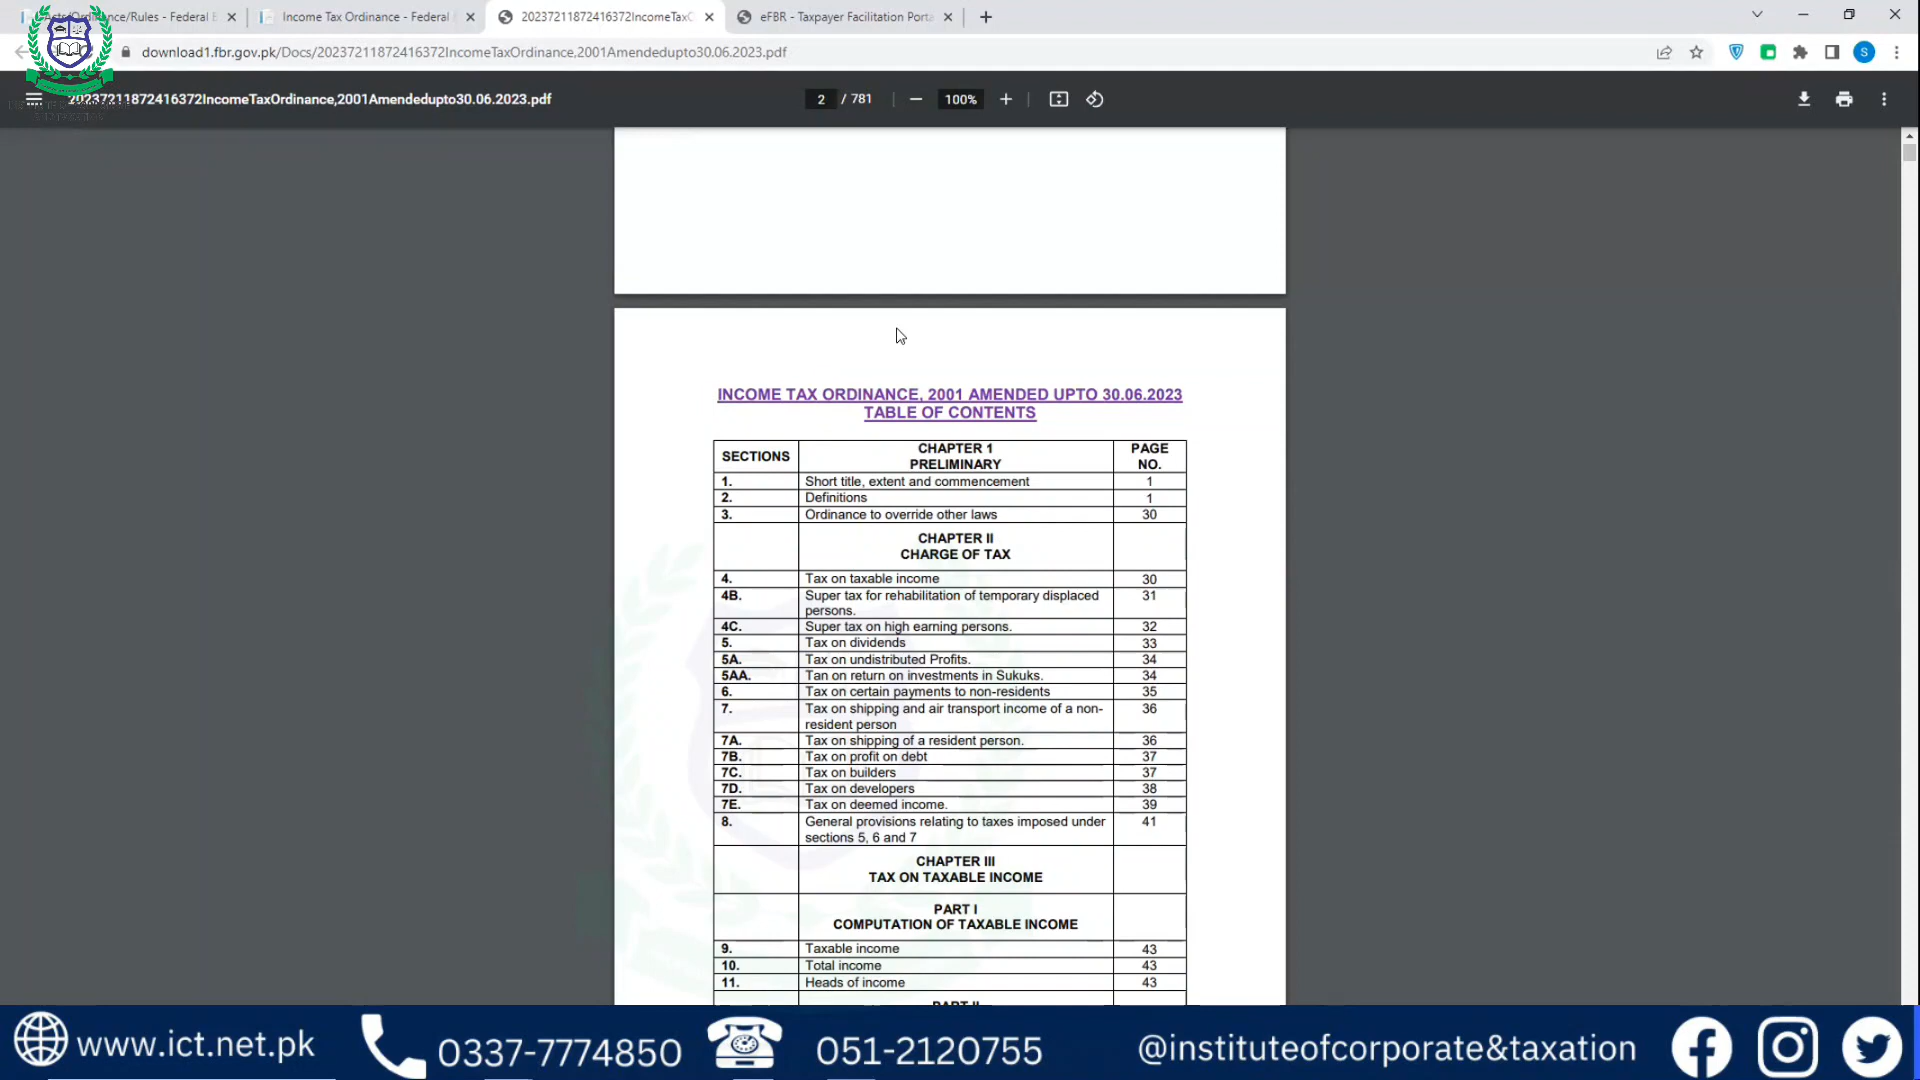 Acts/Ordinance/Rules - Federal B
Income Tax Ordinance - Federal
20237211872416372IncomeTaxO
eFBR - Taxpayer Facilitation Porta
download1.fbr.gov.pk/Docs/20237211872416372IncomeTaxOrdinance,2001Amendedupto30.06.2023.pdf
S
20237211872416372IncomeTaxOrdinance,2001Amendedupto30.06.2023.pdf
2 / 781
100%
INCOME TAX ORDINANCE, 2001 AMENDED UPTO 30.06.2023
TABLE OF CONTENTS
SECTIONS
CHAPTER 1
PRELIMINARY
PAGE
NO.
1. Short title, extent and commencement 1
2. Definitions 1
3. Ordinance to override other laws 30
CHAPTER II
CHARGE OF TAX
4. Tax on taxable income 30
4B. Super tax for rehabilitation of temporary displaced 31
persons.
4C. Super tax on high earning persons. 32
5. Tax on dividends 33
5A. Tax on undistributed Profits. 34
5AA. Tan on return on investments in Sukuks. 34
6. Tax on certain payments to non-residents 35
7. Tax on shipping and air transport income of a non- 36
resident person
7A. Tax on shipping of a resident person. 36
7B. Tax on profit on debt 37
7C. Tax on builders 37
7D. Tax on developers 38
7E. Tax on deemed income. 39
8. General provisions relating to taxes imposed under 41
sections 5, 6 and 7
CHAPTER III
TAX ON TAXABLE INCOME
PART I
COMPUTATION OF TAXABLE INCOME
9. Taxable income 43
10. Total income 43
11. Heads of income 43
PART II
www.ict.net.pk
0337-7774850
051-2120755
@instituteofcorporate&taxation